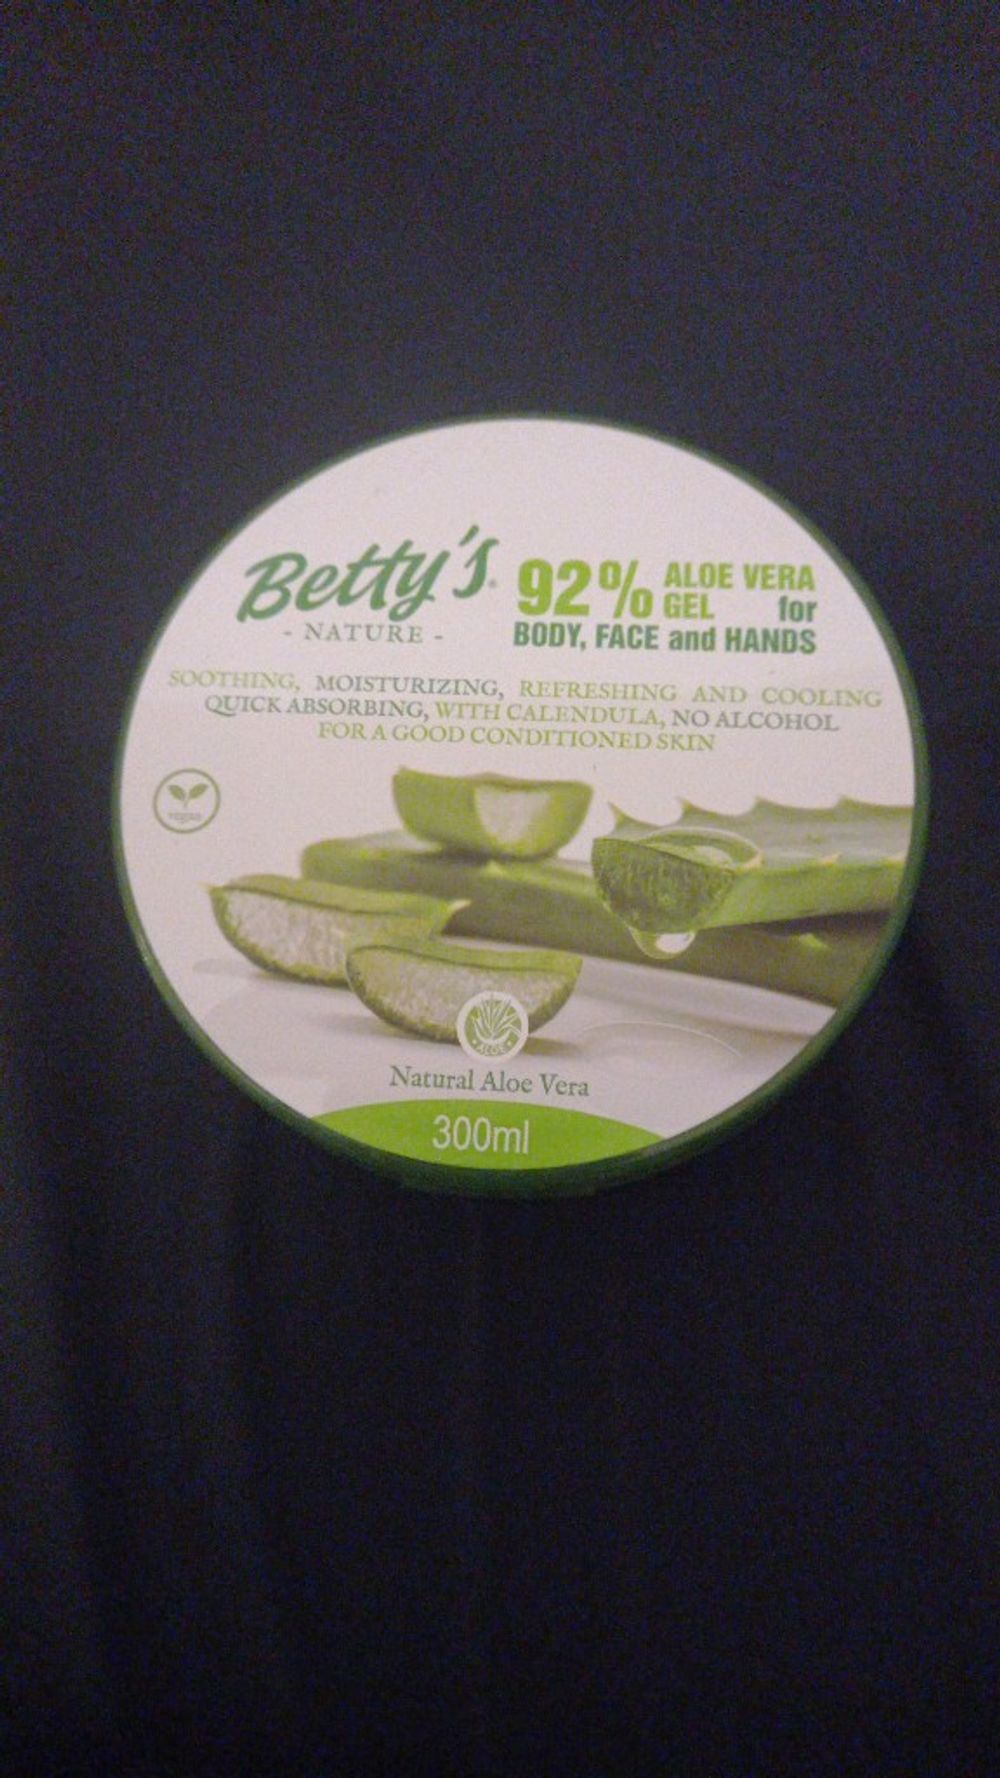 Betty's
- NATURE -
92% ALOE VERA
GEL for
BODY, FACE and HANDS
SOOTHING, MOISTURIZING, REFRESHING AND COOLING
QUICK ABSORBING, WITH CALENDULA, NO ALCOHOL
FOR A GOOD CONDITIONED SKIN
vegan
ALOE
Natural Aloe Vera
300ml